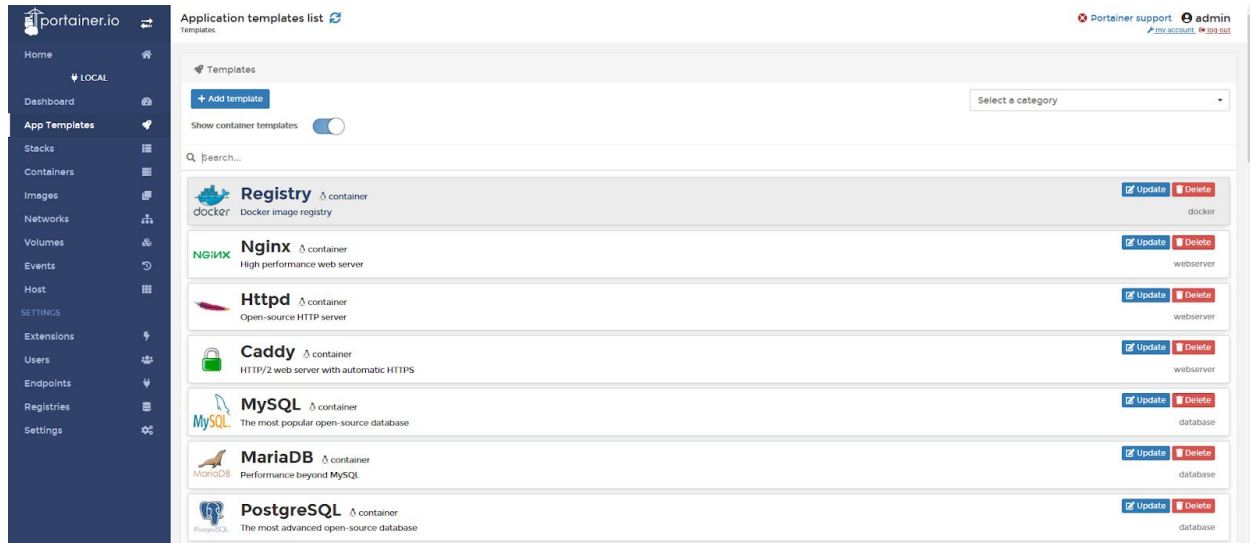 portainer.io
Application templates list
Templates
Portainer support admin
my account log out
Home
LOCAL
Dashboard
App Templates
Stacks
Containers
Images
Networks
Volumes
Events
Host
SETTINGS
Extensions
Users
Endpoints
Registries
Settings
Templates
+ Add template
Select a category
Show container templates
Search...
docker
Registry container
Docker image registry
Update Delete
docker
NGINX
Nginx container
High performance web server
Update Delete
webserver
Httpd container
Open-source HTTP server
Update Delete
webserver
Caddy container
HTTP/2 web server with automatic HTTPS
Update Delete
webserver
MySQL
MySQL container
The most popular open-source database
Update Delete
database
MariaDB
MariaDB container
Performance beyond MySQL
Update Delete
database
PostgreSQL
PostgreSQL container
The most advanced open-source database
Update Delete
database